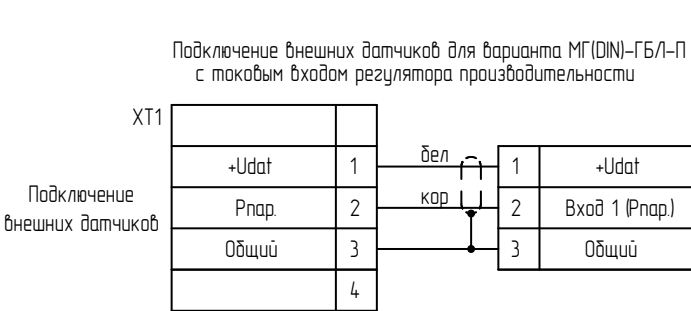 Подключение внешних датчиков для варианта МГ(DIN)-ГБЛ-П
с токовым входом регулятора производительности
XT1
Подключение
внешних датчиков
+Udat 1
Рпар. 2
Общий 3
4
бел
кор
1 +Udat
2 Вход 1 (Рпар.)
3 Общий